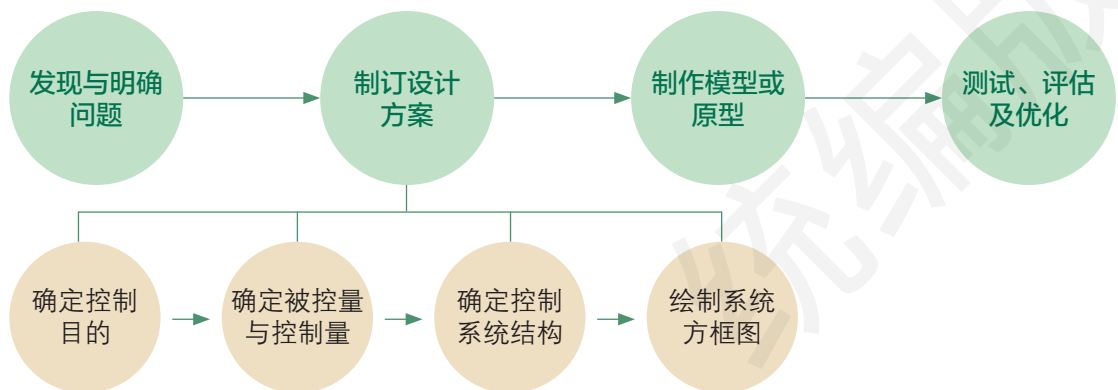 发现与明确
问题
制订设计
方案
制作模型或
原型
测试、评估
及优化
确定控制
目的
确定被控量
与控制量
确定控制
系统结构
绘制系统
方框图
统编版